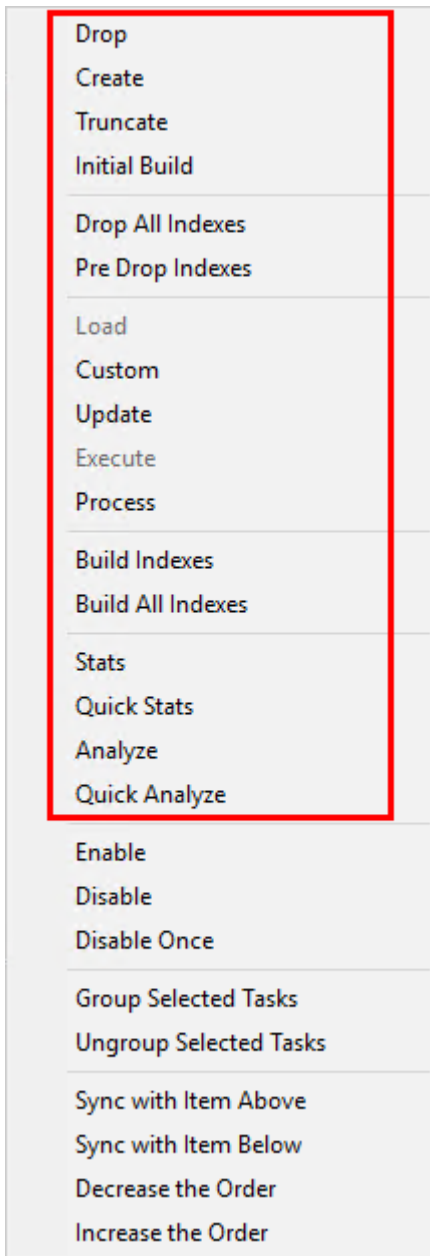 Drop
Create
Truncate
Initial Build
Drop All Indexes
Pre Drop Indexes
Load
Custom
Update
Execute
Process
Build Indexes
Build All Indexes
Stats
Quick Stats
Analyze
Quick Analyze
Enable
Disable
Disable Once
Group Selected Tasks
Ungroup Selected Tasks
Sync with Item Above
Sync with Item Below
Decrease the Order
Increase the Order